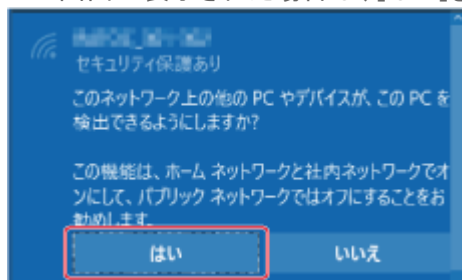 セキュリティ保護あり
このネットワーク上の他の PC やデバイスが、この PC を
検出できるようにしますか?
この機能は、ホーム ネットワークと社内ネットワークでオ
ンにして、パブリック ネットワークではオフにすることをお
勧めします。
はい
いいえ